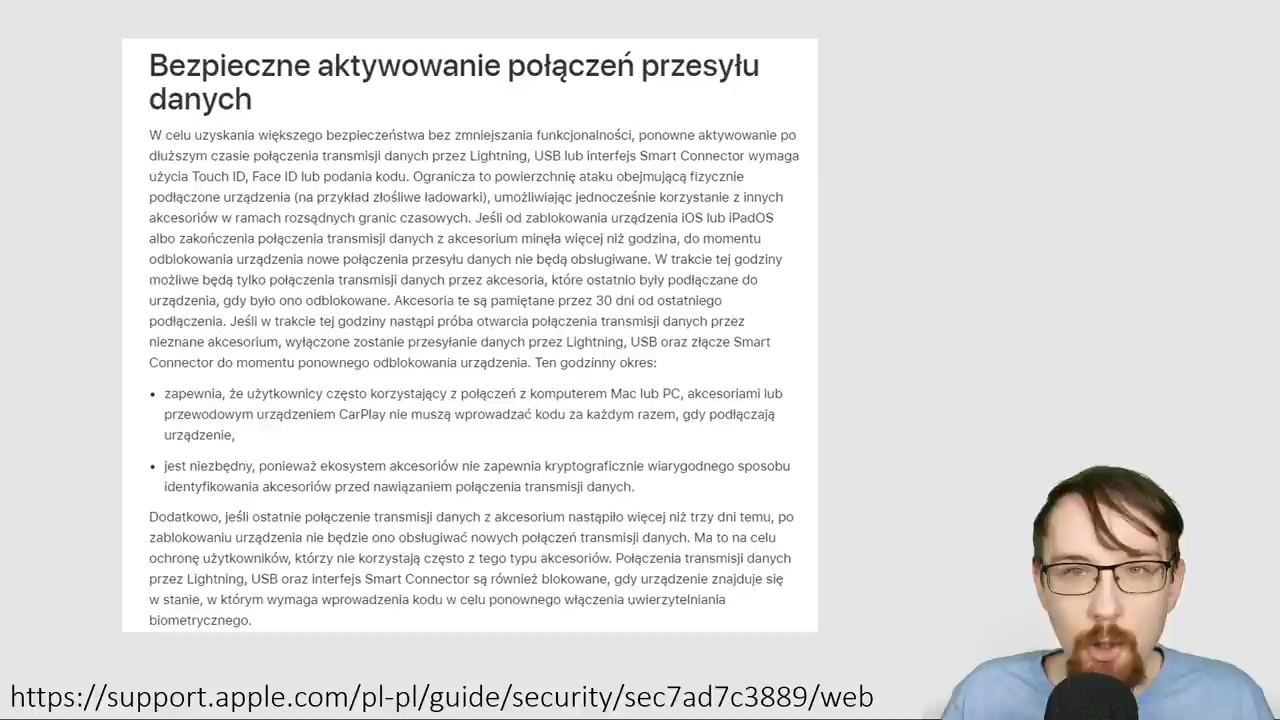 Bezpieczne aktywowanie połączeń przesyłu
danych
W celu uzyskania większego bezpieczeństwa bez zmniejszania funkcjonalności, ponowne aktywowanie po
dłuższym czasie połączenia transmisji danych przez Lightning, USB lub interfejs Smart Connector wymaga
użycia Touch ID, Face ID lub podania kodu. Ogranicza to powierzchnię ataku obejmującą fizycznie
podłączone urządzenia (na przykład złośliwe ładowarki), umożliwiając jednocześnie korzystanie z innych
akcesoriów w ramach rozsądnych granic czasowych. Jeśli od zablokowania urządzenia iOS lub iPadOS
albo zakończenia połączenia transmisji danych z akcesorium minęła więcej niż godzina, do momentu
odblokowania urządzenia nowe połączenia przesyłu danych nie będą obsługiwane. W trakcie tej godziny
możliwe będą tylko połączenia transmisji danych przez akcesoria, które ostatnio były podłączane do
urządzenia, gdy było ono odblokowane. Akcesoria te są pamiętane przez 30 dni od ostatniego
podłączenia. Jeśli w trakcie tej godziny nastąpi próba otwarcia połączenia transmisji danych przez
nieznane akcesorium, wyłączone zostanie przesyłanie danych przez Lightning, USB oraz złącze Smart
Connector do momentu ponownego odblokowania urządzenia. Ten godzinny okres:
• zapewnia, że użytkownicy często korzystający z połączeń z komputerem Mac lub PC, akcesoriami lub
przewodowym urządzeniem CarPlay nie muszą wprowadzać kodu za każdym razem, gdy podłączają
urządzenie,
• jest niezbędny, ponieważ ekosystem akcesoriów nie zapewnia kryptograficznie wiarygodnego sposobu
identyfikowania akcesoriów przed nawiązaniem połączenia transmisji danych.
Dodatkowo, jeśli ostatnie połączenie transmisji danych z akcesorium nastąpiło więcej niż trzy dni temu, po
zablokowaniu urządzenia nie będzie ono obsługiwać nowych połączeń transmisji danych. Ma to na celu
ochronę użytkowników, którzy nie korzystają często z tego typu akcesoriów. Połączenia transmisji danych
przez Lightning, USB oraz interfejs Smart Connector są również blokowane, gdy urządzenie znajduje się
w stanie, w którym wymaga wprowadzenia kodu w celu ponownego włączenia uwierzytelniania
biometrycznego.
https://support.apple.com/pl-pl/guide/security/sec7ad7c3889/web